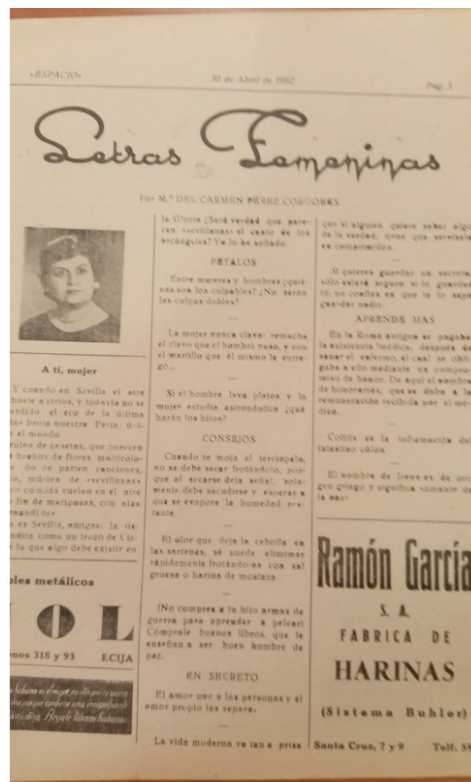 «ESPACIO»
30 de Abril de 1962
Pag. 3
Letras Femeninas
Por M.ª DEL CARMEN PÉREZ CORDOBÉS
A ti, mujer
Y cuando en Sevilla el aire
huele a cirios, y todavía no se
perdido el eco de la última
brota nuestra Feria,
el mundo
de casetas, que parecen
de flores
do parten canciones,
de «sevillanas»
vuelan en el aire
de mariposas, con alas
es Sevilla, amigas: la
como un trozo de Cie-
la que algo debe existir en
la Gloria ¿Será verdad que pare-
cen «sevillanas» el canto de los
arcángeles? Yo lo he soñado.
PETALOS
Entre mujeres y hombres ¿quié-
nes son los culpables? ¿No serán
las culpas dobles?
La mujer nunca clava: remacha
el clavo que el hombre puso, y con
el martillo que él mismo le entre-
gó...
Si el hombre lava platos y la
mujer estudia astronáutica ¿qué
harán los hijos?
CONSEJOS
Cuando se moja el terciopelo,
no se debe secar frotándolo, por-
que al secarse deja señal, sola-
mente debe sacudirse y esperar a
que se evapore la humedad res-
tante.
El olor que deja la cebolla en
las sartenes, se puede eliminar
rápidamente frotándolas con sal
gruesa o harina de mostaza.
¡No compres a tu hijo armas de
guerra para aprender a pelear!
Cómprale buenos libros, que le
enseñan a ser buen hombre de
paz.
EN SECRETO
El amor une a las personas y el
amor propio las separa.
La vida moderna va tan a prisa
que si alguien quiere saber algo
de la verdad, tiene que servírsela
en comprimidos.
Si quieres guardar un secreto
sólo estará seguro si lo guardas
tú; no confíes en que te lo sepa
guardar nadie.
APRENDE MAS
En la Roma antigua se pagaba
la existencia médica, después de
sanar el enfermo, el cual se obli-
gaba a ello mediante un compro-
miso de honor. De aquí el nombre
de honorarios, que se daba a la
remuneración recibida por el mé-
dico.
Colitis es la inflamación del
intestino colon
El nombre de Irene es de ori-
gen griego y significa «amante de
la paz»
bles metálicos
OL
nos 318 y 93 ECIJA
Ramón García
S. A.
FABRICA DE
HARINAS
(Sistema Buhler)
Santa Cruz, 7 y 9 Telf. 59